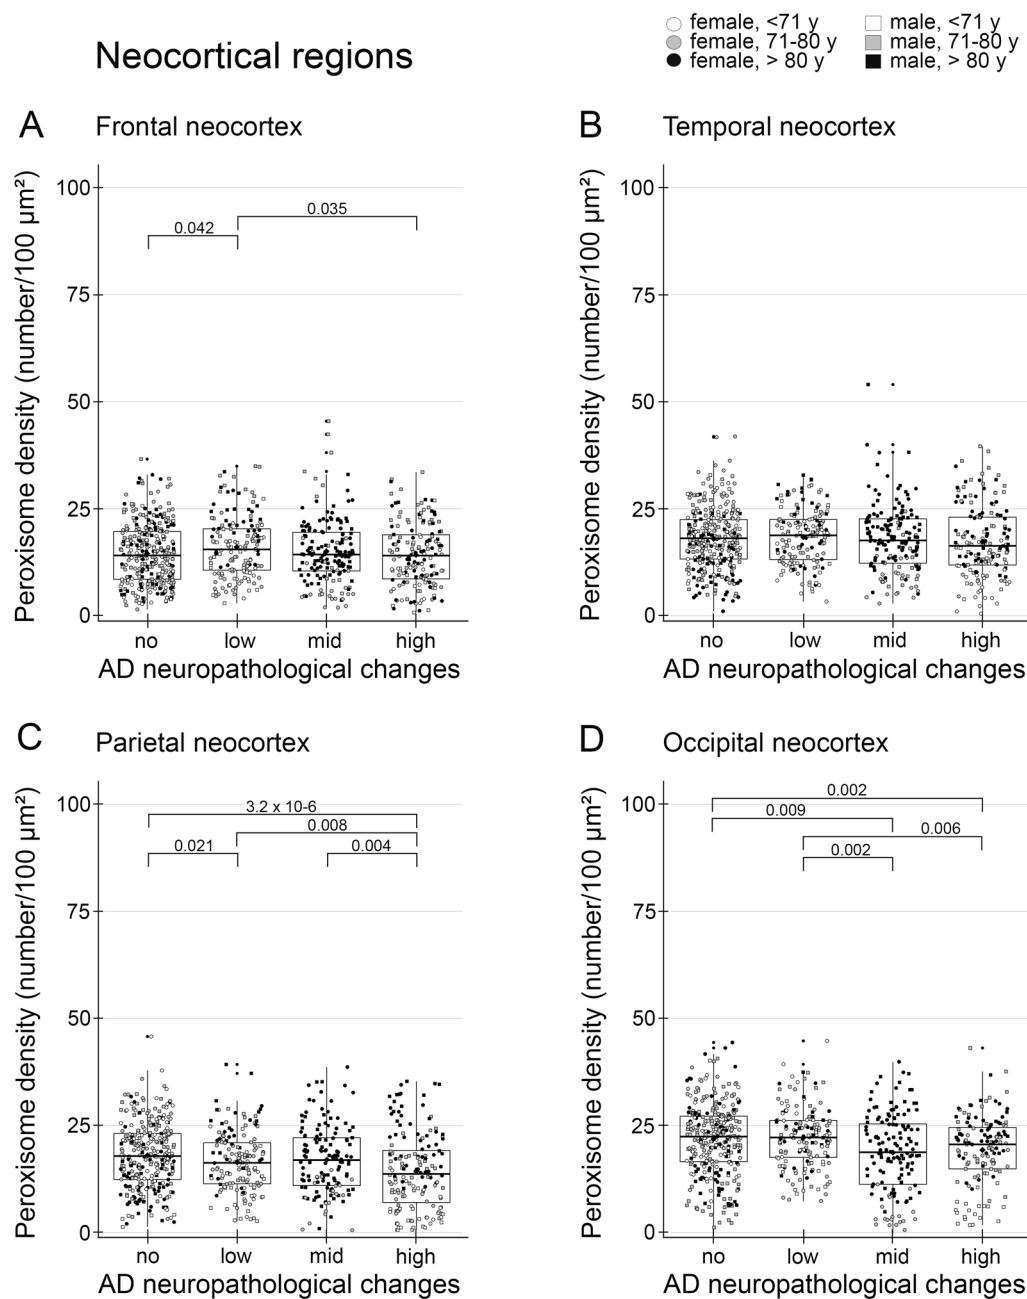 Neocortical regions
female, <71 y
male, <71 y
female, 71-80 y
male, 71-80 y
female, > 80 y
male, > 80 y
A
Frontal neocortex
Peroxisome density (number/100 µm²)
100
75
50
25
0
0.042
0.035
no
low
mid
high
AD neuropathological changes
B
Temporal neocortex
Peroxisome density (number/100 µm²)
100
75
50
25
0
no
low
mid
high
AD neuropathological changes
C
Parietal neocortex
Peroxisome density (number/100 µm²)
100
75
50
25
0
3.2 x 10-6
0.008
0.021
0.004
no
low
mid
high
AD neuropathological changes
D
Occipital neocortex
Peroxisome density (number/100 µm²)
100
75
50
25
0
0.002
0.009
0.006
0.002
no
low
mid
high
AD neuropathological changes